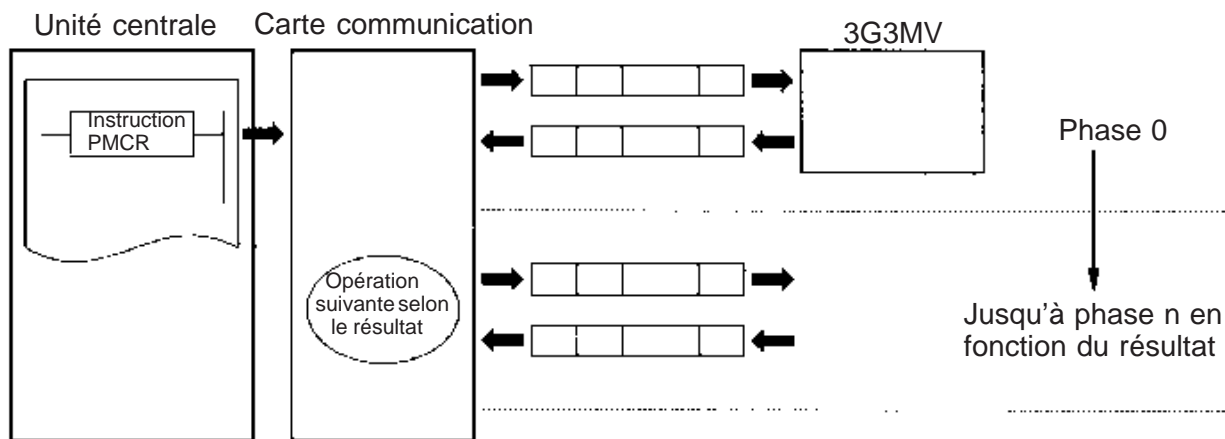 Unité centrale
Carte communication
3G3MV
Instruction
PMCR
Phase 0
Opération
suivante selon
le résultat
Jusqu'à phase n en
fonction du résultat